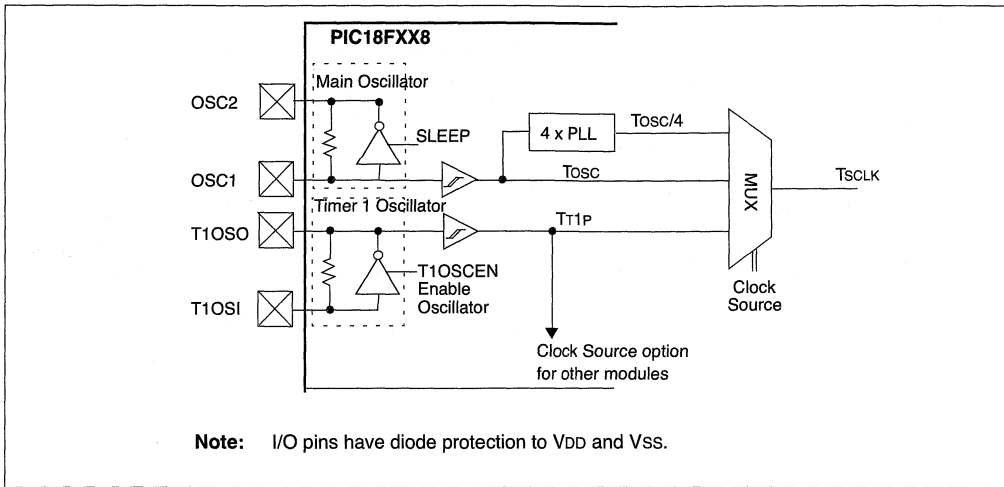 PIC18FXX8
Main Oscillator
OSC2
SLEEP
OSC1
4 x PLL
TOSC/4
TOSC
MUX
TSCLK
Timer 1 Oscillator
T1OSO
TT1P
T1OSCEN
Enable
Oscillator
T1OSI
Clock
Source
Clock Source option
for other modules
Note: I/O pins have diode protection to VDD and VSS.